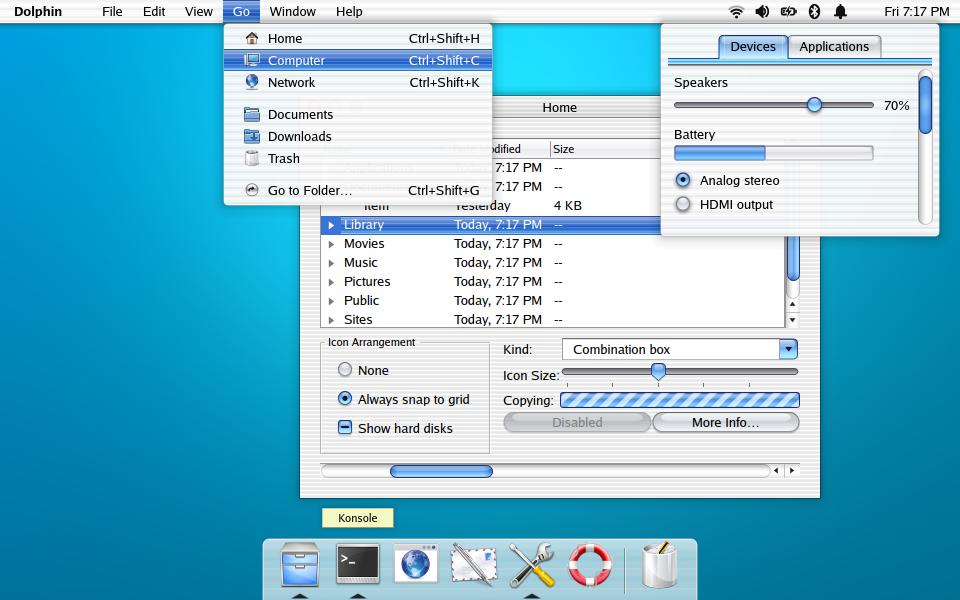 Dolphin File Edit View Go Window Help Fri 7:17 PM
Home Ctrl+Shift+H
Computer Ctrl+Shift+C
Network Ctrl+Shift+K
Documents
Downloads
Trash
Go to Folder... Ctrl+Shift+G
Devices Applications
Speakers
70%
Battery
Analog stereo
HDMI output
Home
Size
7:17 PM --
7:17 PM --
Item Yesterday 4 KB
Library Today, 7:17 PM --
Movies Today, 7:17 PM --
Music Today, 7:17 PM --
Pictures Today, 7:17 PM --
Public Today, 7:17 PM --
Sites Today, 7:17 PM --
Icon Arrangement
None
Always snap to grid
Show hard disks
Kind: Combination box
Icon Size:
Copying:
Disabled More Info...
Konsole
>_